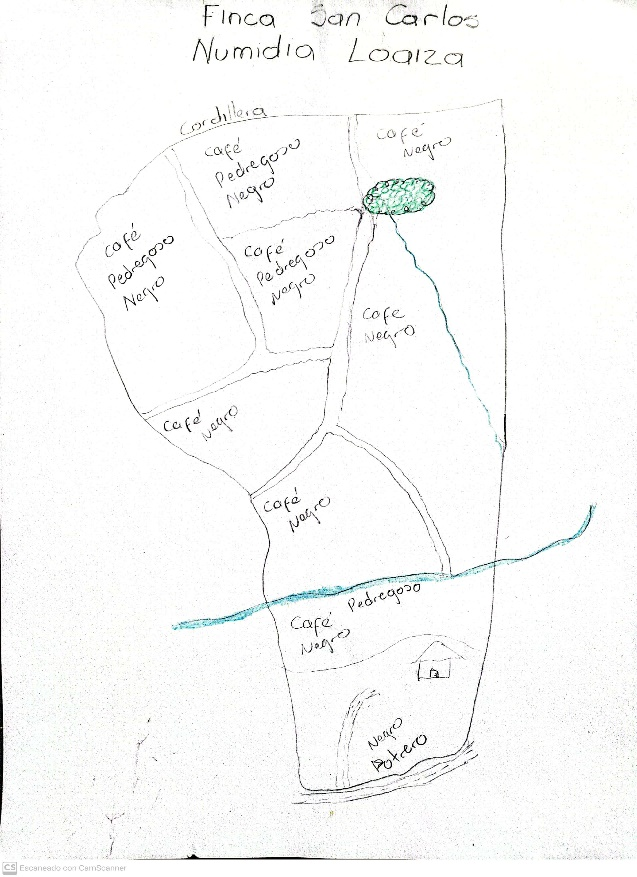 Finca San Carlos
Numidia Loaiza
Cordillera
Café
Pedregoso
Negro
Café
Negro
Café
Pedregoso
Negro
Café
Pedregoso
Negro
Cafe
Negro
Café
Negro
Café
Negro
Café Pedregoso
Negro
Negro
Potrero
CS Escaneado con CamScanner